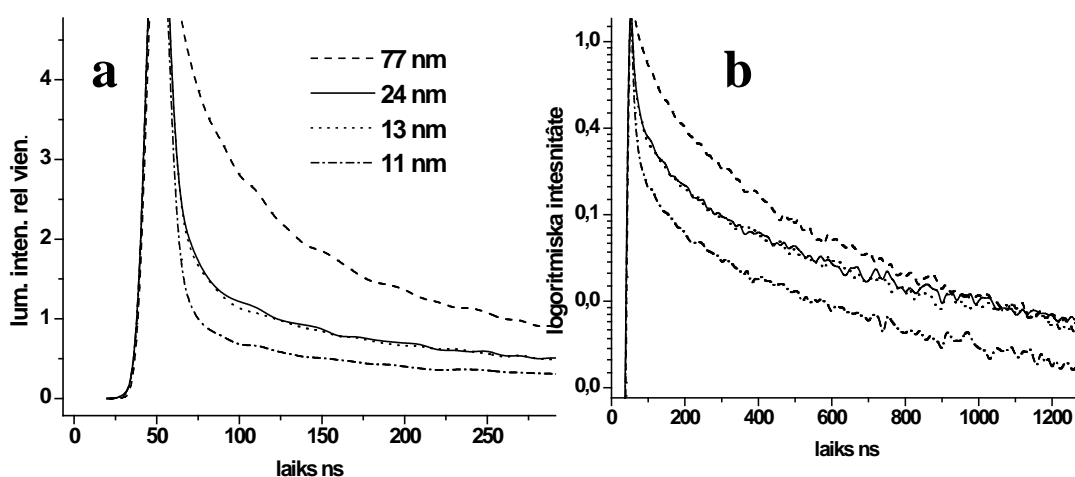 a
77 nm
24 nm
13 nm
11 nm
lum. inten. rel vien.
4
3
2
1
0
0
50
100
150
200
250
laiks ns
b
logoritmiska intesnitâte
1,0
0,4
0,1
0,0
0,0
0
200
400
600
800
1000
1200
laiks ns